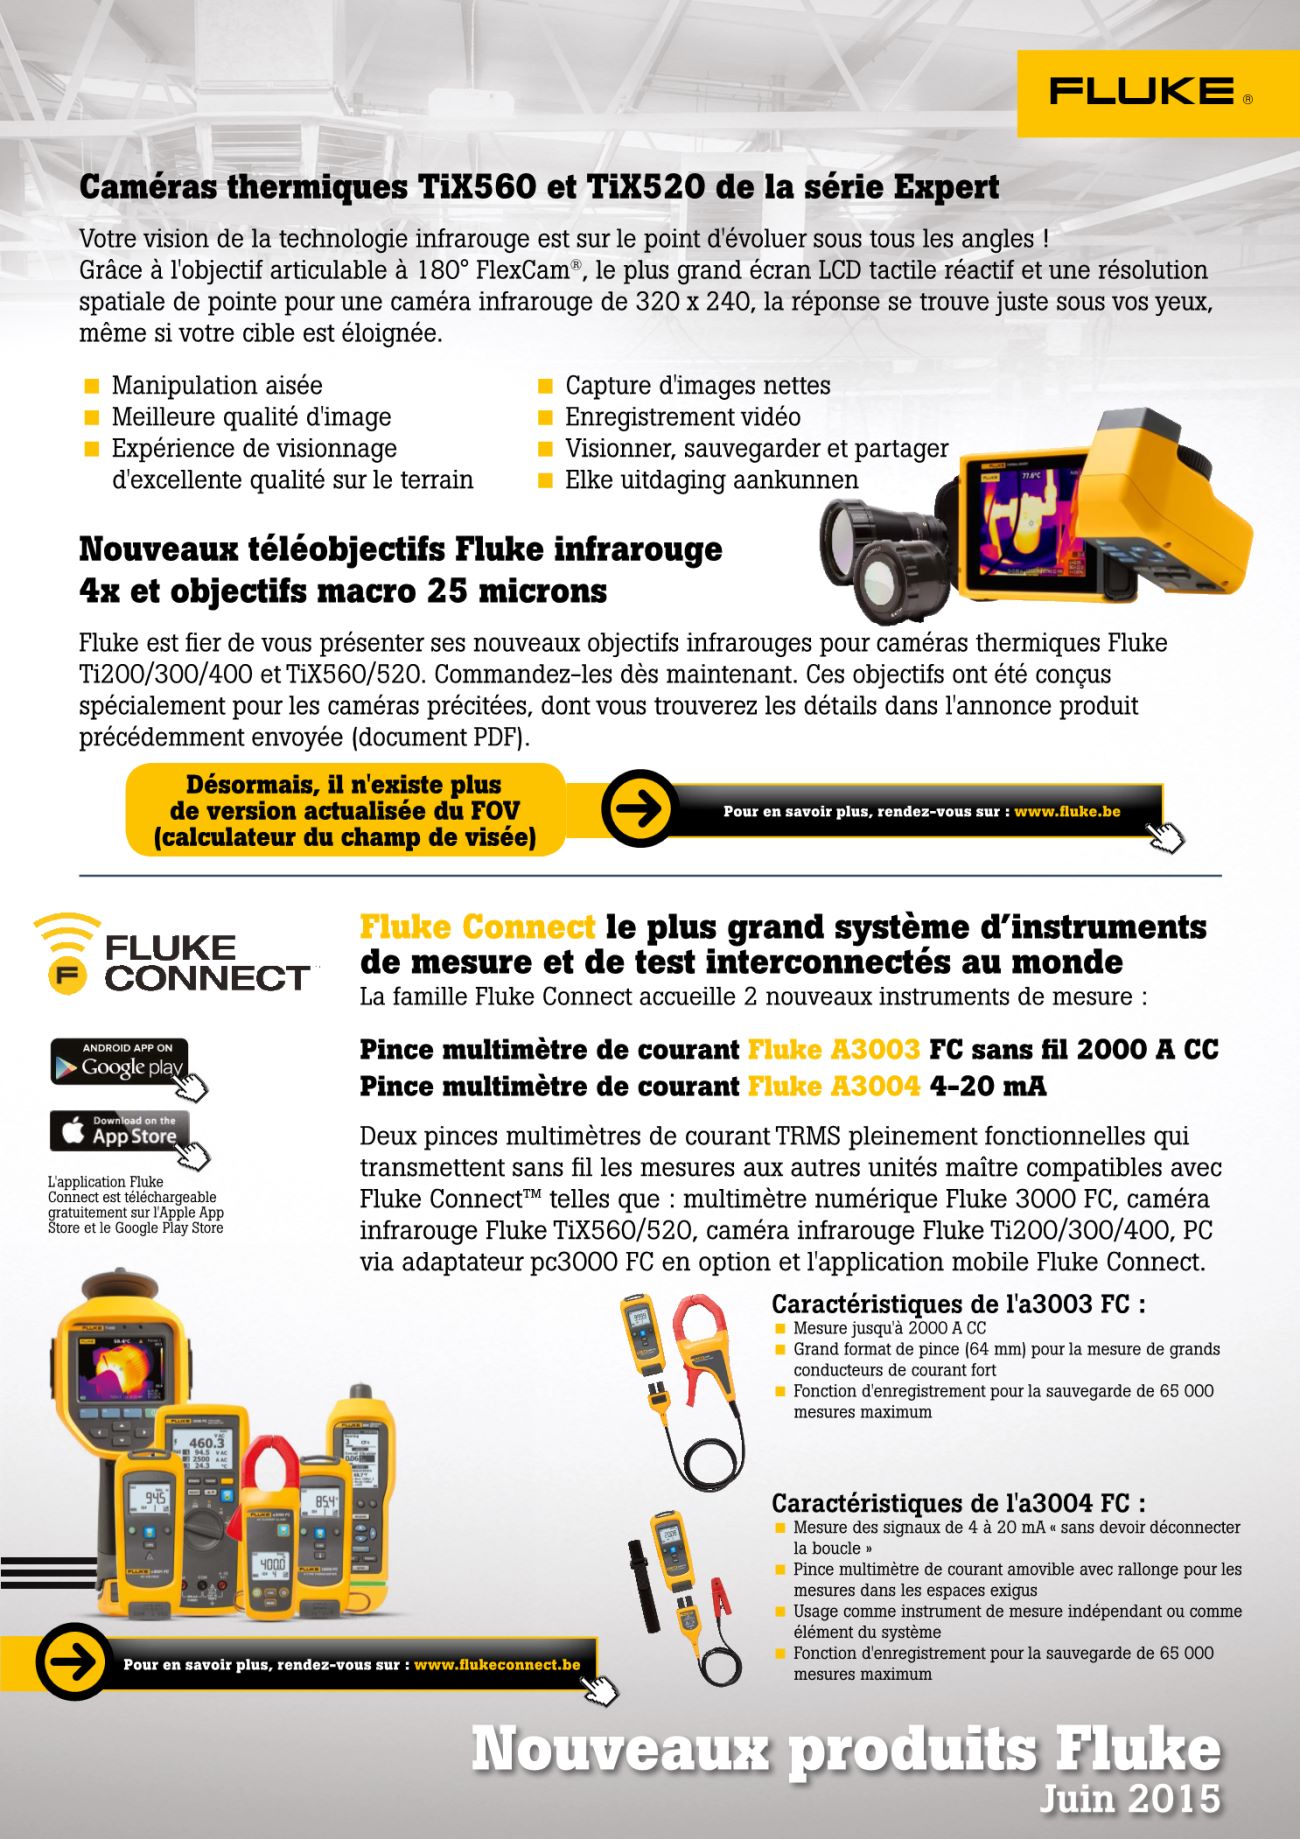 FLUKE ®
Caméras thermiques TiX560 et TiX520 de la série Expert
Votre vision de la technologie infrarouge est sur le point d'évoluer sous tous les angles !
Grâce à l'objectif articulable à 180° FlexCam®, le plus grand écran LCD tactile réactif et une résolution
spatiale de pointe pour une caméra infrarouge de 320 x 240, la réponse se trouve juste sous vos yeux,
même si votre cible est éloignée.
Manipulation aisée
Meilleure qualité d'image
Expérience de visionnage
d'excellente qualité sur le terrain
Capture d'images nettes
Enregistrement vidéo
Visionner, sauvegarder et partager
Elke uitdaging aankunnen
77.6°C
Nouveaux téléobjectifs Fluke infrarouge
4x et objectifs macro 25 microns
Fluke est fier de vous présenter ses nouveaux objectifs infrarouges pour caméras thermiques Fluke
Ti200/300/400 et TiX560/520. Commandez-les dès maintenant. Ces objectifs ont été conçus
spécialement pour les caméras précitées, dont vous trouverez les détails dans l'annonce produit
précédemment envoyée (document PDF).
Désormais, il n'existe plus
de version actualisée du FOV
(calculateur du champ de visée)
Pour en savoir plus, rendez-vous sur : www.fluke.be
F
FLUKE
CONNECT
Fluke Connect le plus grand système d’instruments
de mesure et de test interconnectés au monde
La famille Fluke Connect accueille 2 nouveaux instruments de mesure :
ANDROID APP ON
Google play
Download on the
App Store
L'application Fluke
Connect est téléchargeable
gratuitement sur l'Apple App
Store et le Google Play Store
Pince multimètre de courant Fluke A3003 FC sans fil 2000 A CC
Pince multimètre de courant Fluke A3004 4-20 mA
Deux pinces multimètres de courant TRMS pleinement fonctionnelles qui
transmettent sans fil les mesures aux autres unités maître compatibles avec
Fluke Connect™ telles que : multimètre numérique Fluke 3000 FC, caméra
infrarouge Fluke TiX560/520, caméra infrarouge Fluke Ti200/300/400, PC
via adaptateur pc3000 FC en option et l'application mobile Fluke Connect.
Caractéristiques de l'a3003 FC :
Mesure jusqu'à 2000 A CC
Grand format de pince (64 mm) pour la mesure de grands
conducteurs de courant fort
Fonction d'enregistrement pour la sauvegarde de 65 000
mesures maximum
Caractéristiques de l'a3004 FC :
Mesure des signaux de 4 à 20 mA « sans devoir déconnecter
la boucle »
Pince multimètre de courant amovible avec rallonge pour les
mesures dans les espaces exigus
Usage comme instrument de mesure indépendant ou comme
élément du système
Fonction d'enregistrement pour la sauvegarde de 65 000
mesures maximum
460.3
94.5
2500
24.3
94.5
85.4
400.0
Pour en savoir plus, rendez-vous sur : www.flukeconnect.be
Nouveaux produits Fluke
Juin 2015